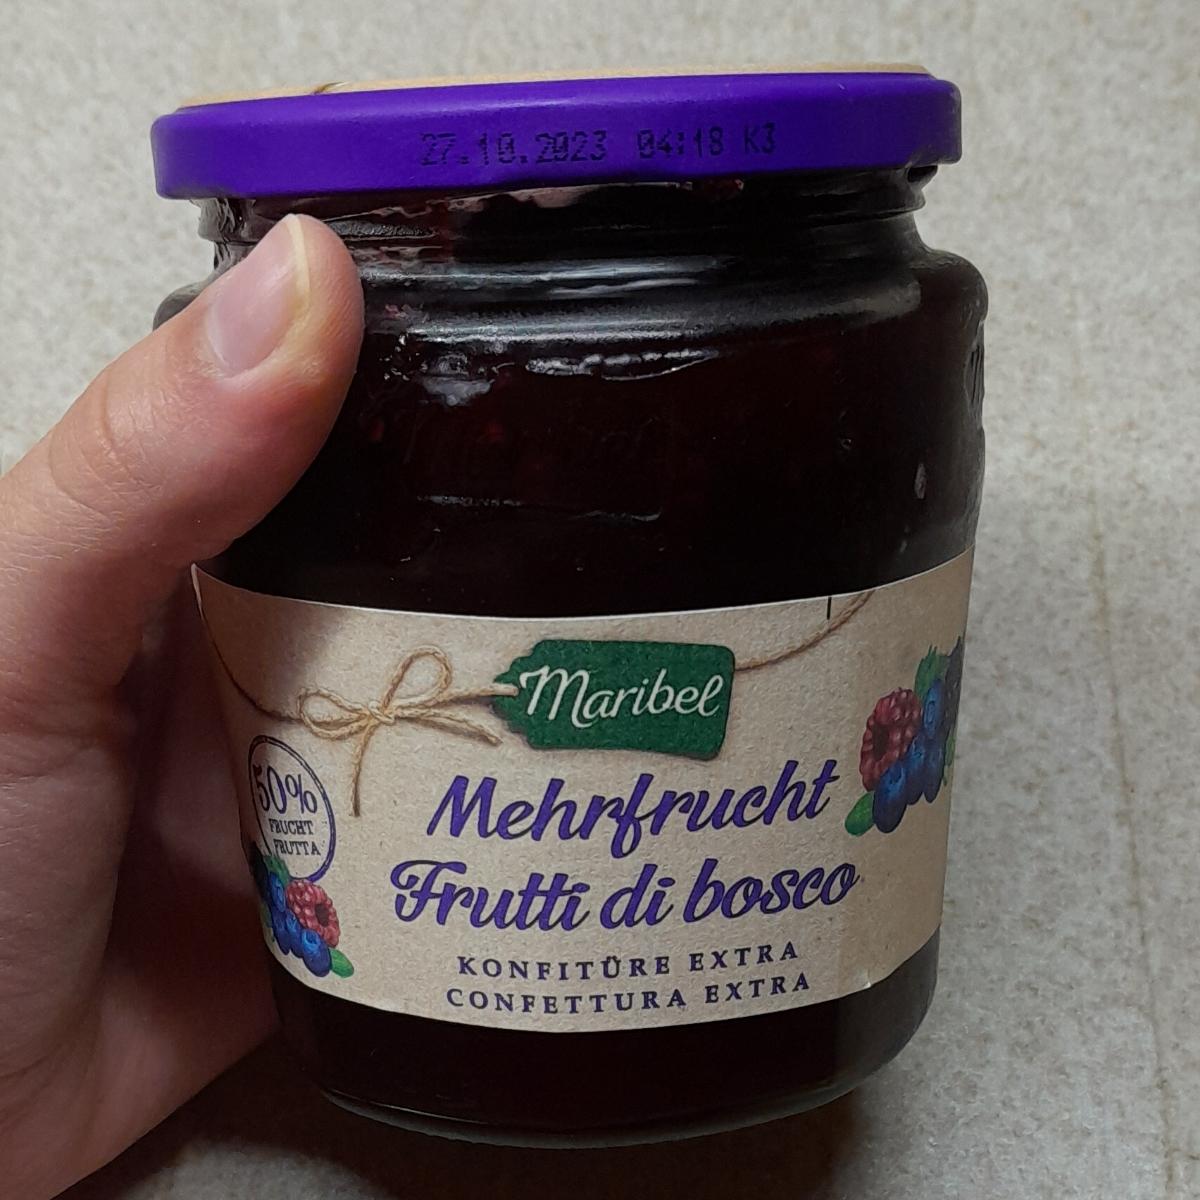 27.10.2023 04:18 K3
Maribel
50%
FRUCHT
FRUTTA
Mehrfrucht
Frutti di bosco
KONFITÜRE EXTRA
CONFETTURA EXTRA